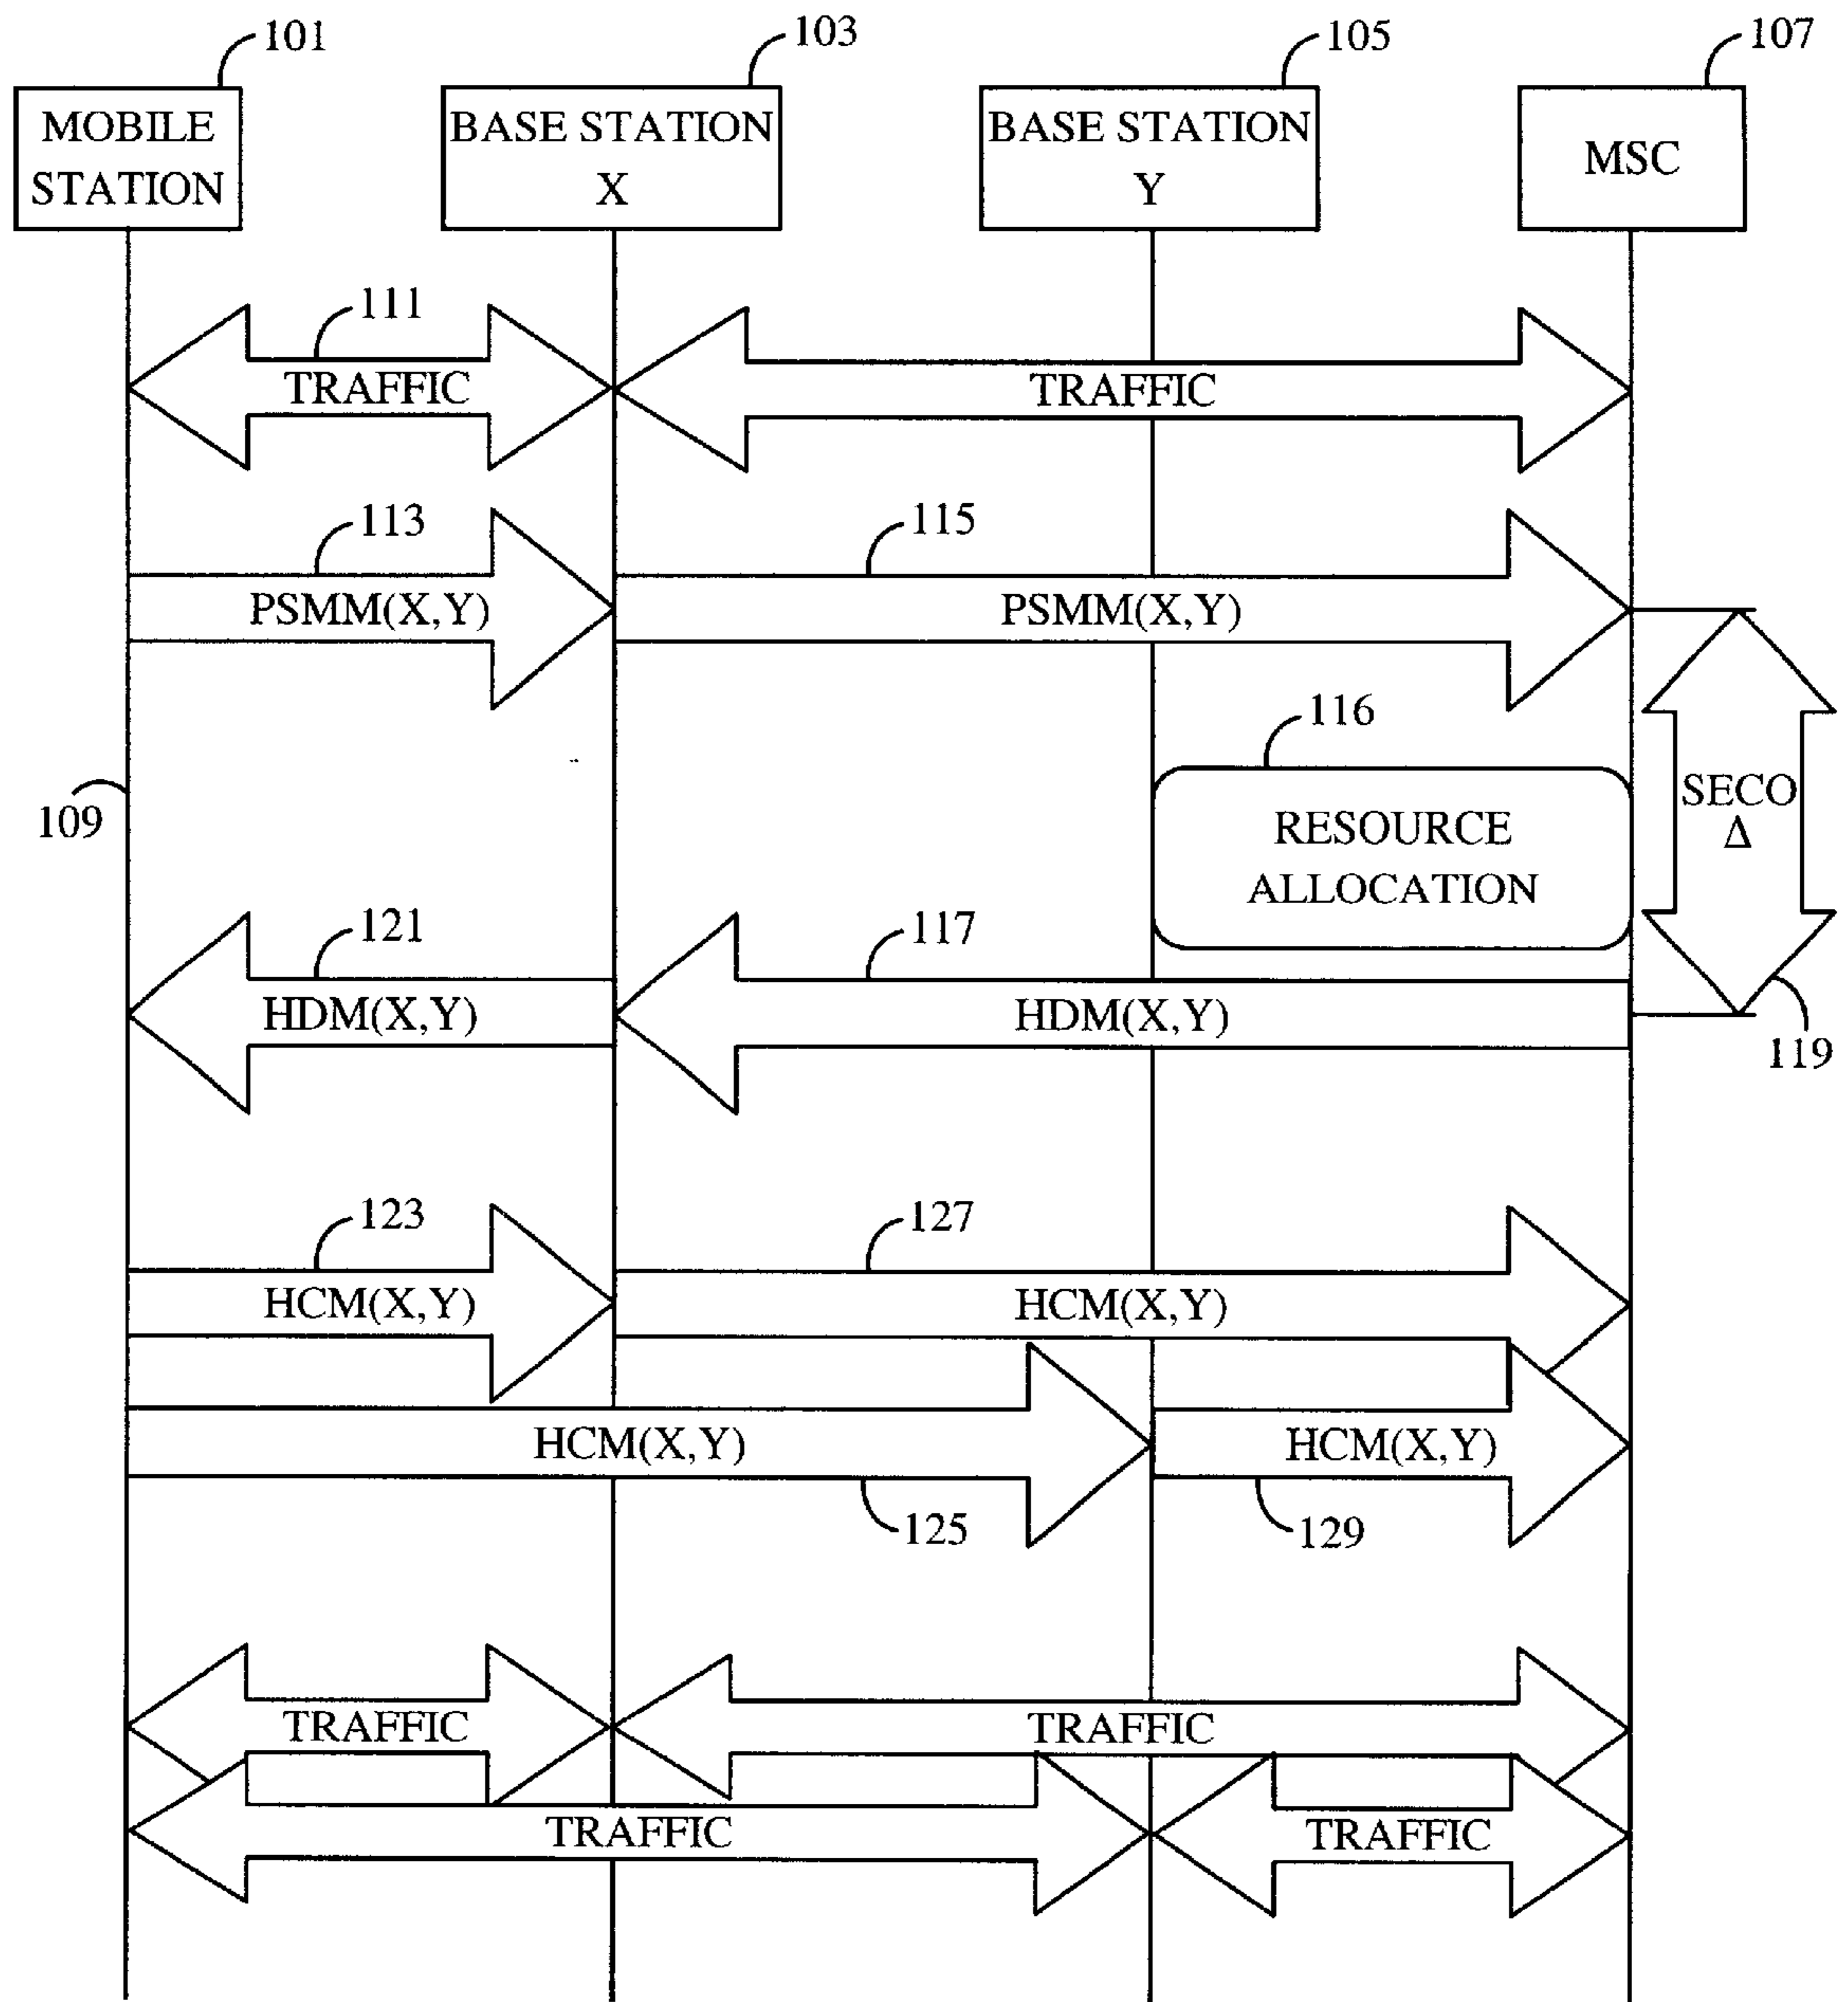 101
103
105
107
MOBILE
STATION
BASE STATION
X
BASE STATION
Y
MSC
111
TRAFFIC
TRAFFIC
113
115
PSMM(X,Y)
PSMM(X,Y)
116
109
RESOURCE
ALLOCATION
SECO
Δ
121
117
HDM(X,Y)
HDM(X,Y)
119
123
127
HCM(X,Y)
HCM(X,Y)
HCM(X,Y)
HCM(X,Y)
125
129
TRAFFIC
TRAFFIC
TRAFFIC
TRAFFIC